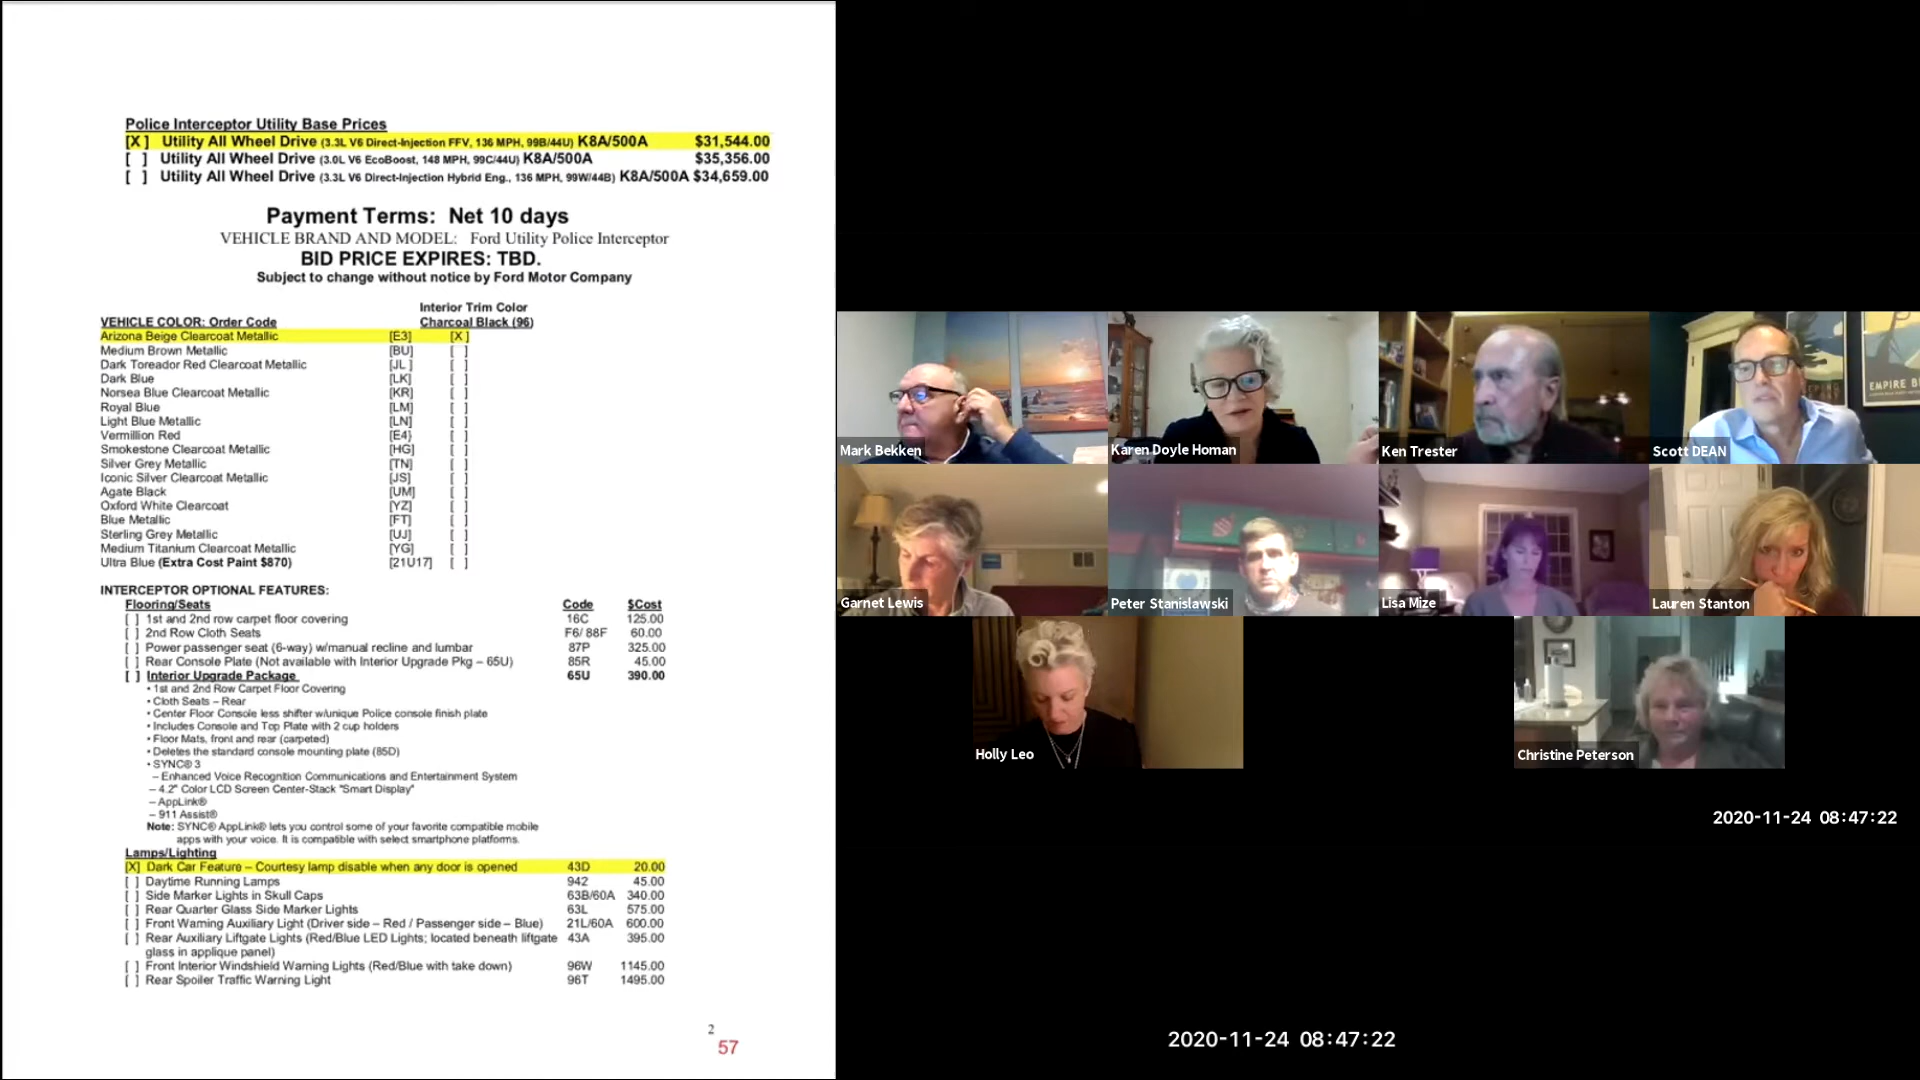 Police Interceptor Utility Base Prices
[X ] Utility All Wheel Drive (3.3L V6 Direct-Injection FFV, 136 MPH, 99B/44U) K8A/500A $31,544.00
[ ] Utility All Wheel Drive (3.0L V6 EcoBoost, 148 MPH, 99C/44U) K8A/500A $35,356.00
[ ] Utility All Wheel Drive (3.3L V6 Direct-Injection Hybrid Eng., 136 MPH, 99W/44B) K8A/500A $34,659.00
Payment Terms: Net 10 days
VEHICLE BRAND AND MODEL: Ford Utility Police Interceptor
BID PRICE EXPIRES: TBD.
Subject to change without notice by Ford Motor Company
Interior Trim Color
VEHICLE COLOR: Order Code Charcoal Black (96)
Arizona Beige Clearcoat Metallic [E3] [X ]
Medium Brown Metallic [BU] [ ]
Dark Toreador Red Clearcoat Metallic [JL ] [ ]
Dark Blue [LK] [ ]
Norsea Blue Clearcoat Metallic [KR] [ ]
Royal Blue [LM] [ ]
Light Blue Metallic [LN] [ ]
Vermillion Red [E4} [ ]
Smokestone Clearcoat Metallic [HG] [ ]
Silver Grey Metallic [TN] [ ]
Iconic Silver Clearcoat Metallic [JS] [ ]
Agate Black [UM] [ ]
Oxford White Clearcoat [YZ] [ ]
Blue Metallic [FT] [ ]
Sterling Grey Metallic [UJ] [ ]
Medium Titanium Clearcoat Metallic [YG] [ ]
Ultra Blue (Extra Cost Paint $870) [21U17] [ ]
INTERCEPTOR OPTIONAL FEATURES:
Flooring/Seats Code $Cost
[ ] 1st and 2nd row carpet floor covering 16C 125.00
[ ] 2nd Row Cloth Seats F6/ 88F 60.00
[ ] Power passenger seat (6-way) w/manual recline and lumbar 87P 325.00
[ ] Rear Console Plate (Not available with Interior Upgrade Pkg – 65U) 85R 45.00
[ ] Interior Upgrade Package 65U 390.00
• 1st and 2nd Row Carpet Floor Covering
• Cloth Seats – Rear
• Center Floor Console less shifter w/unique Police console finish plate
• Includes Console and Top Plate with 2 cup holders
• Floor Mats, front and rear (carpeted)
• Deletes the standard console mounting plate (85D)
• SYNC® 3
– Enhanced Voice Recognition Communications and Entertainment System
– 4.2" Color LCD Screen Center-Stack "Smart Display"
– AppLink®
– 911 Assist®
Note: SYNC® AppLink® lets you control some of your favorite compatible mobile
apps with your voice. It is compatible with select smartphone platforms.
Lamps/Lighting
[X] Dark Car Feature – Courtesy lamp disable when any door is opened 43D 20.00
[ ] Daytime Running Lamps 942 45.00
[ ] Side Marker Lights in Skull Caps 63B/60A 340.00
[ ] Rear Quarter Glass Side Marker Lights 63L 575.00
[ ] Front Warning Auxiliary Light (Driver side – Red / Passenger side – Blue) 21L/60A 600.00
[ ] Rear Auxiliary Liftgate Lights (Red/Blue LED Lights; located beneath liftgate 43A 395.00
glass in applique panel)
[ ] Front Interior Windshield Warning Lights (Red/Blue with take down) 96W 1145.00
[ ] Rear Spoiler Traffic Warning Light 96T 1495.00
2
57
EMPIRE
Mark Bekken
Karen Doyle Homan
Ken Trester
Scott DEAN
Garnet Lewis
Peter Stanislawski
Lisa Mize
Lauren Stanton
Holly Leo
Christine Peterson
2020-11-24 08:47:22
2020-11-24 08:47:22